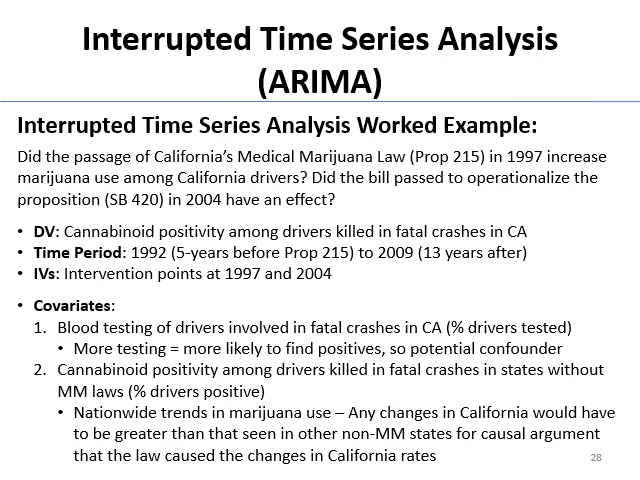 Interrupted Time Series Analysis
(ARIMA)
Interrupted Time Series Analysis Worked Example:
Did the passage of California’s Medical Marijuana Law (Prop 215) in 1997 increase
marijuana use among California drivers? Did the bill passed to operationalize the
proposition (SB 420) in 2004 have an effect?
• DV: Cannabinoid positivity among drivers killed in fatal crashes in CA
• Time Period: 1992 (5-years before Prop 215) to 2009 (13 years after)
• IVs: Intervention points at 1997 and 2004
• Covariates:
1. Blood testing of drivers involved in fatal crashes in CA (% drivers tested)
• More testing = more likely to find positives, so potential confounder
2. Cannabinoid positivity among drivers killed in fatal crashes in states without
MM laws (% drivers positive)
• Nationwide trends in marijuana use – Any changes in California would have
to be greater than that seen in other non-MM states for causal argument
that the law caused the changes in California rates
28